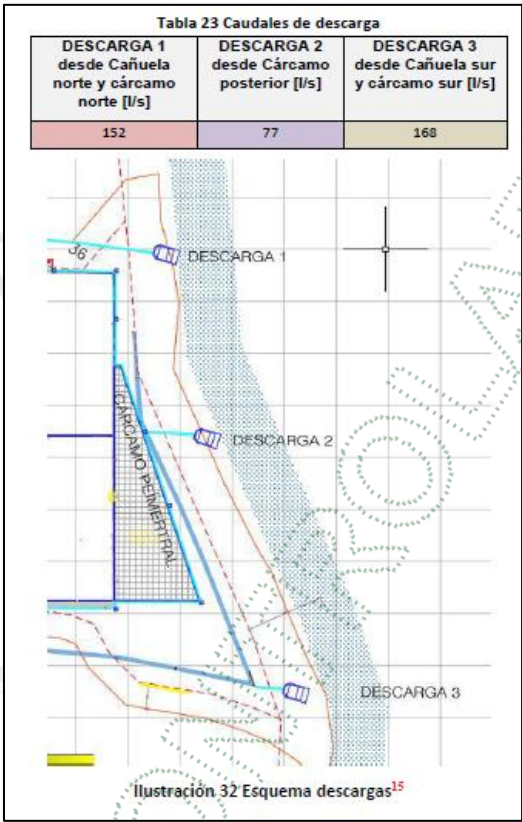 Tabla 23 Caudales de descarga
DESCARGA 1 desde Cañuela norte y cárcamo norte [l/s]
DESCARGA 2 desde Cárcamo posterior [l/s]
DESCARGA 3 desde Cañuela sur y cárcamo sur [l/s]
152
77
168
36
DESCARGA 1
DESCARGA 2
CARCAMO PEIMERTRAL
DESCARGA 3
Ilustración 32 Esquema descargas15